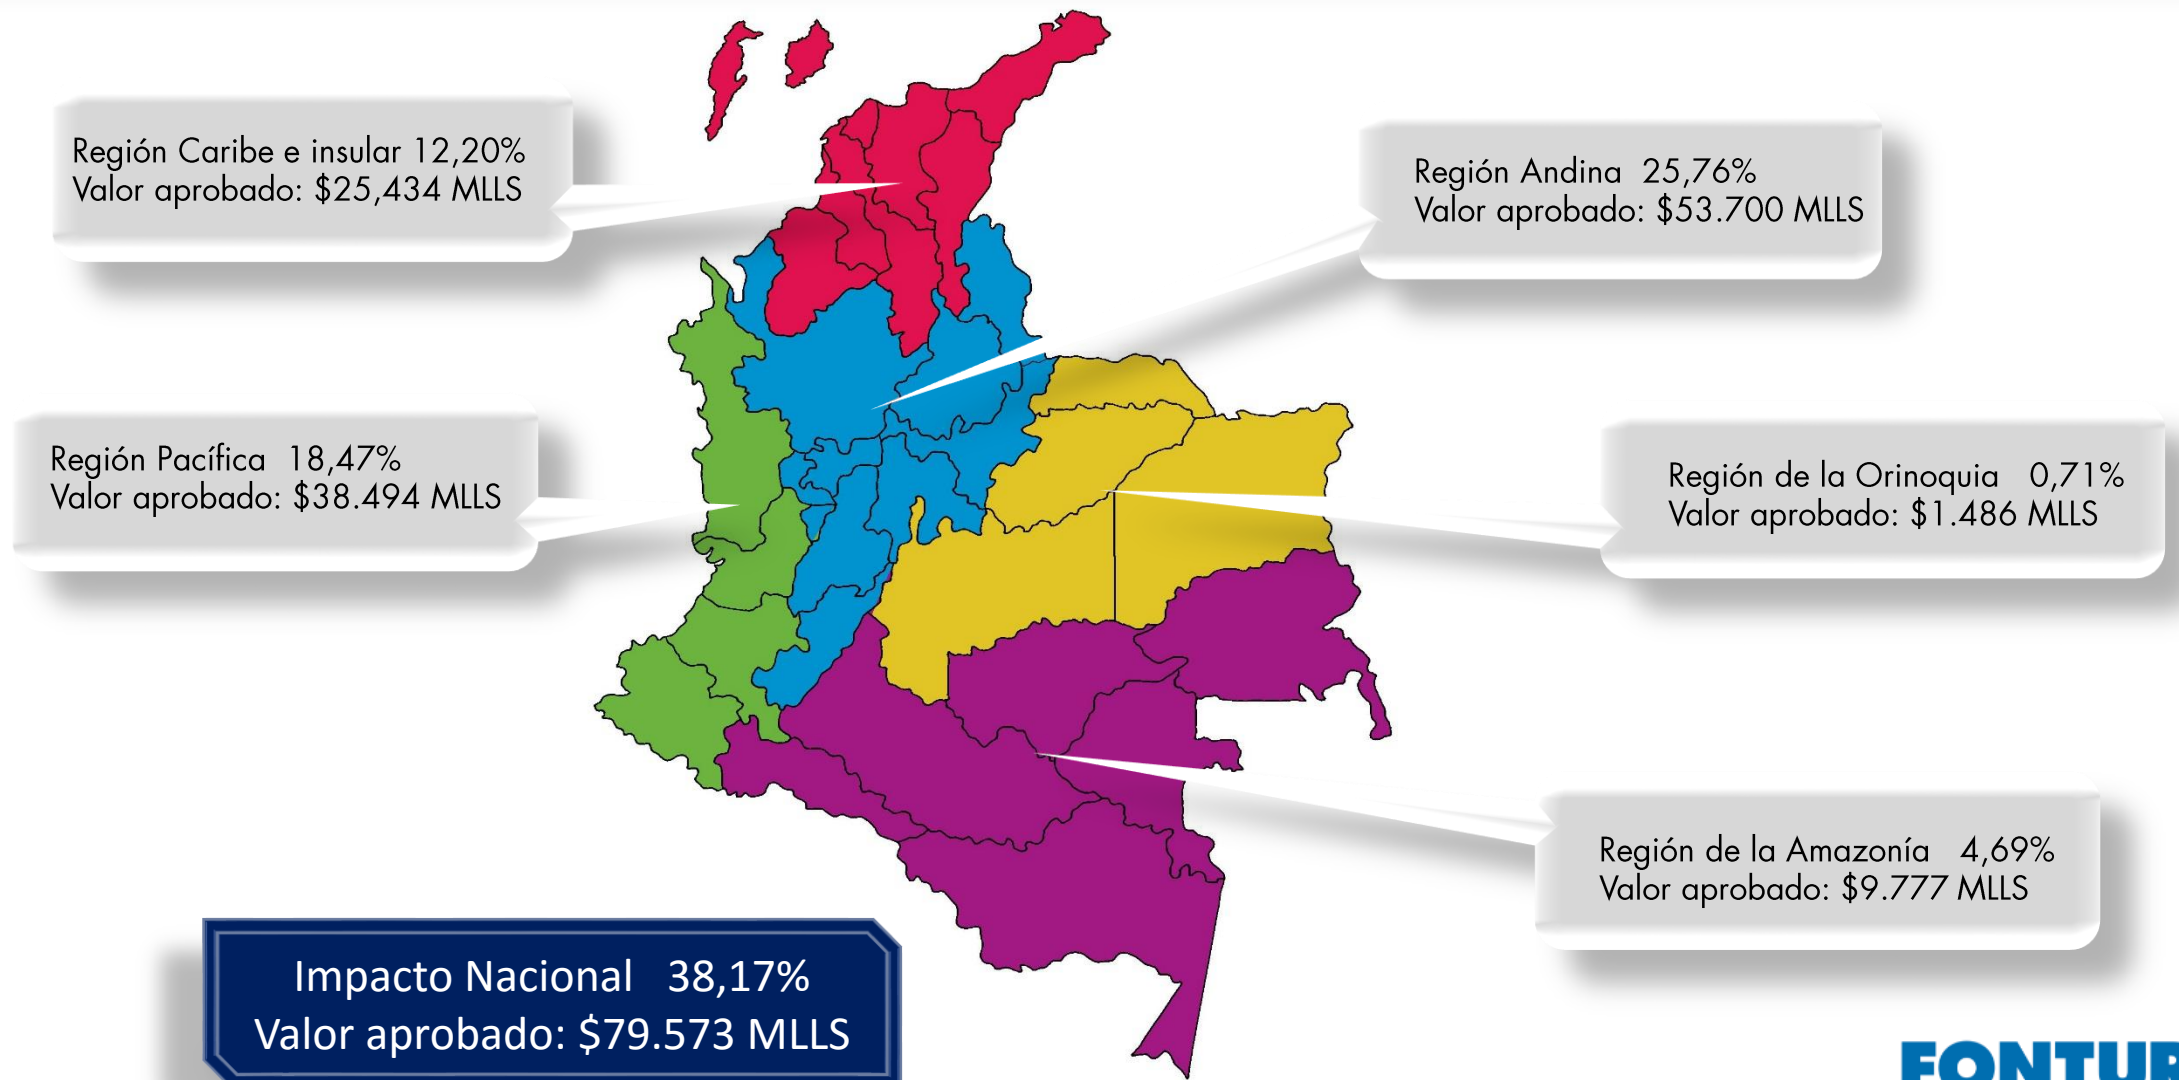 Región Caribe e insular 12,20%
Valor aprobado: $25,434 MLLS
Región Andina 25,76%
Valor aprobado: $53.700 MLLS
Región Pacífica 18,47%
Valor aprobado: $38.494 MLLS
Región de la Orinoquia 0,71%
Valor aprobado: $1.486 MLLS
Región de la Amazonía 4,69%
Valor aprobado: $9.777 MLLS
Impacto Nacional 38,17%
Valor aprobado: $79.573 MLLS
FONTUR